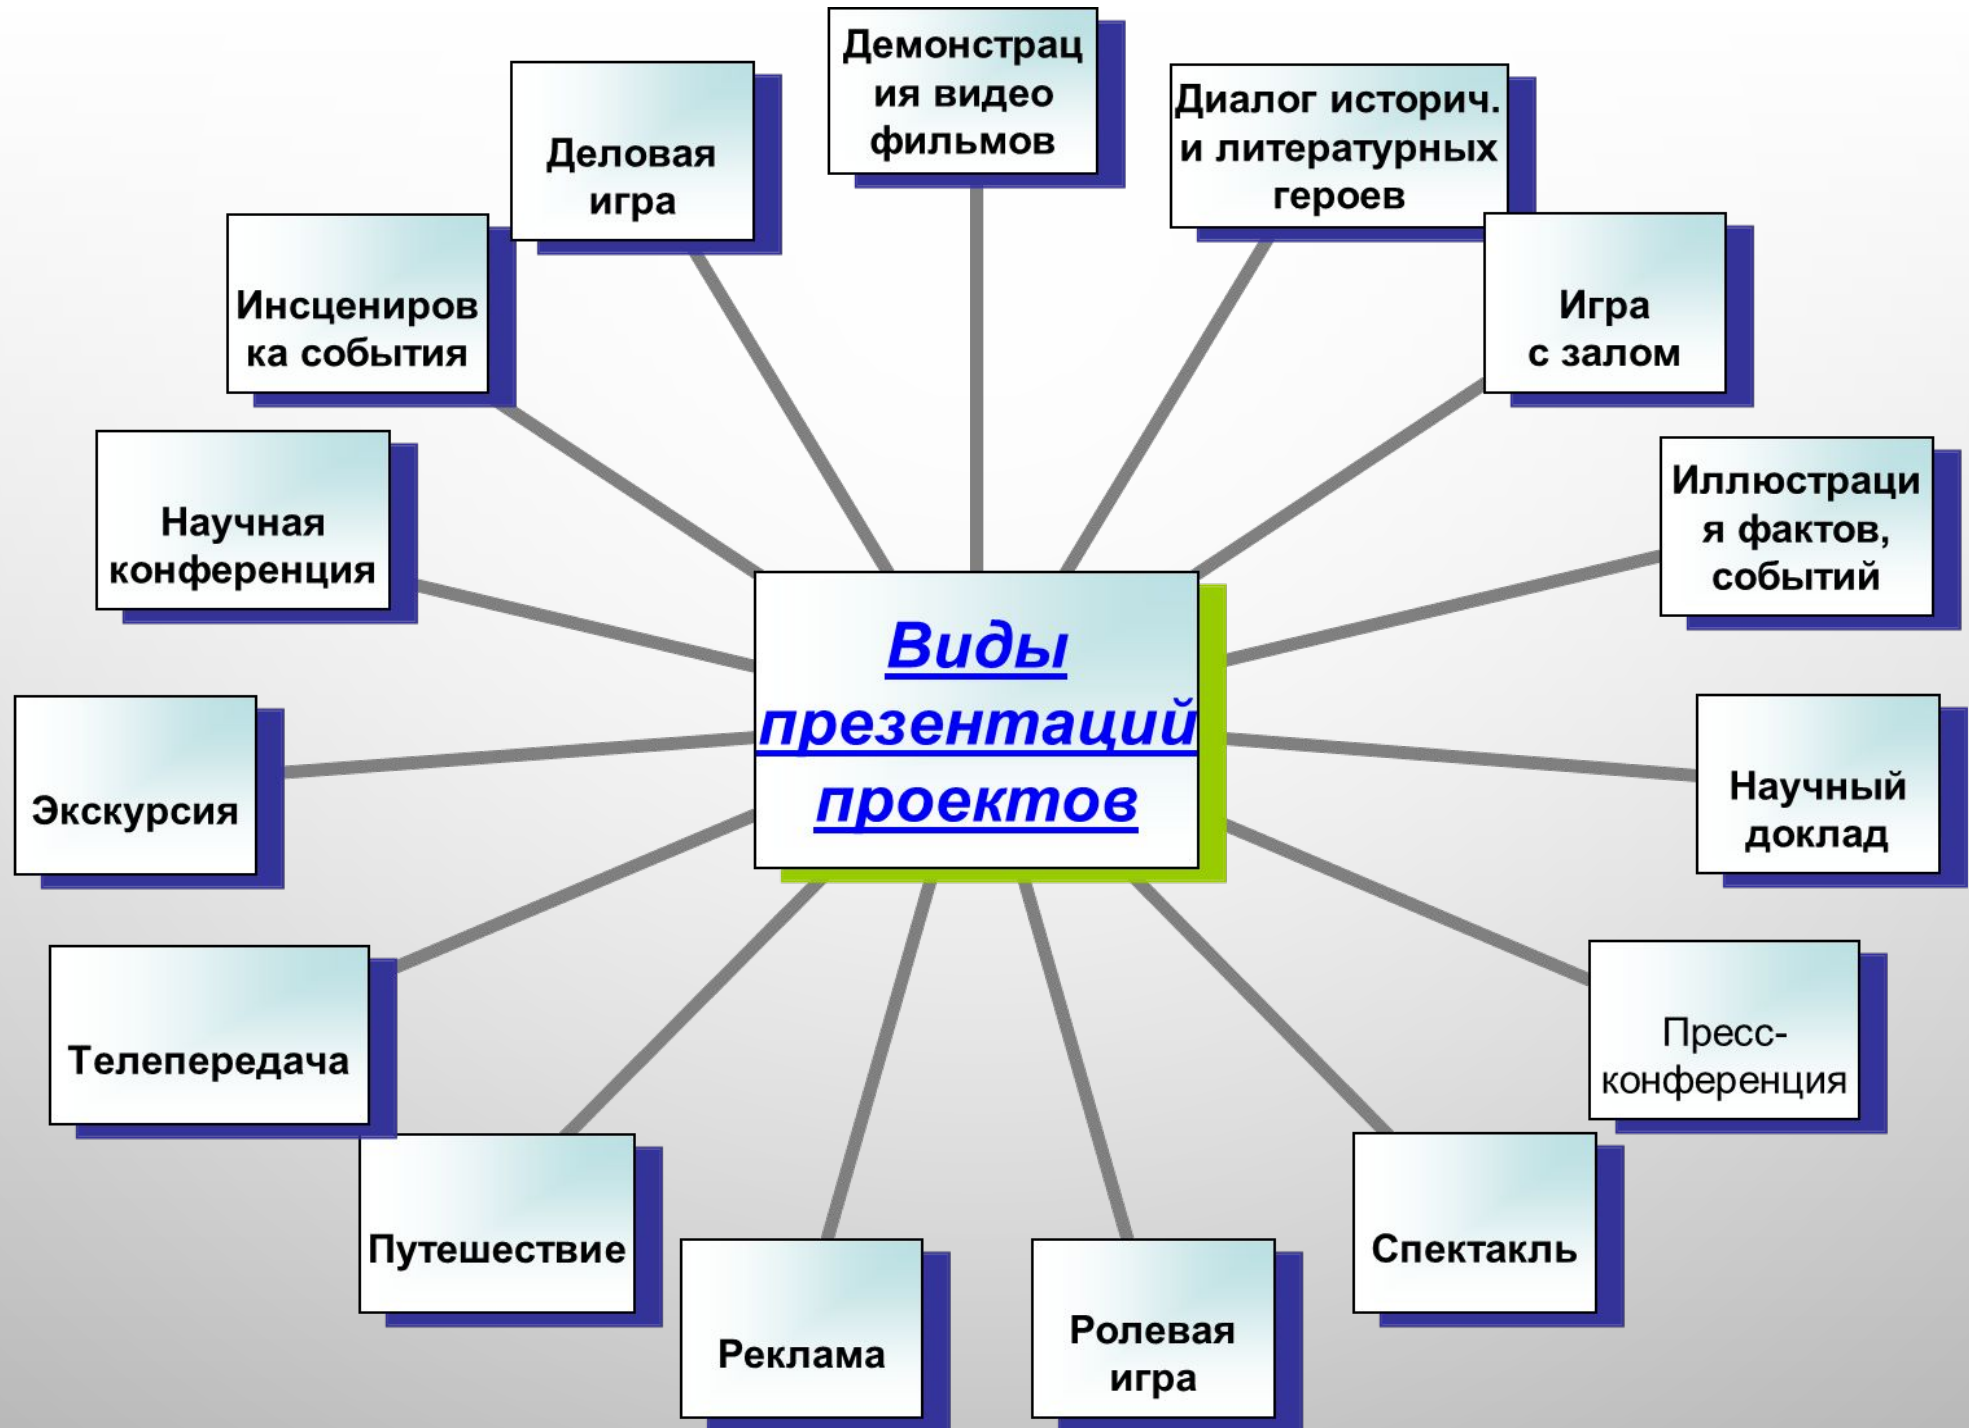 Демонстрац
ия видео
фильмов
Диалог историч.
и литературных
героев
Деловая
игра
Инсцениров
ка события
Игра
с залом
Научная
конференция
Иллюстраци
я фактов,
событий
Виды
презентаций
проектов
Экскурсия
Научный
доклад
Телепередача
Пресс-
конференция
Путешествие
Спектакль
Реклама
Ролевая
игра